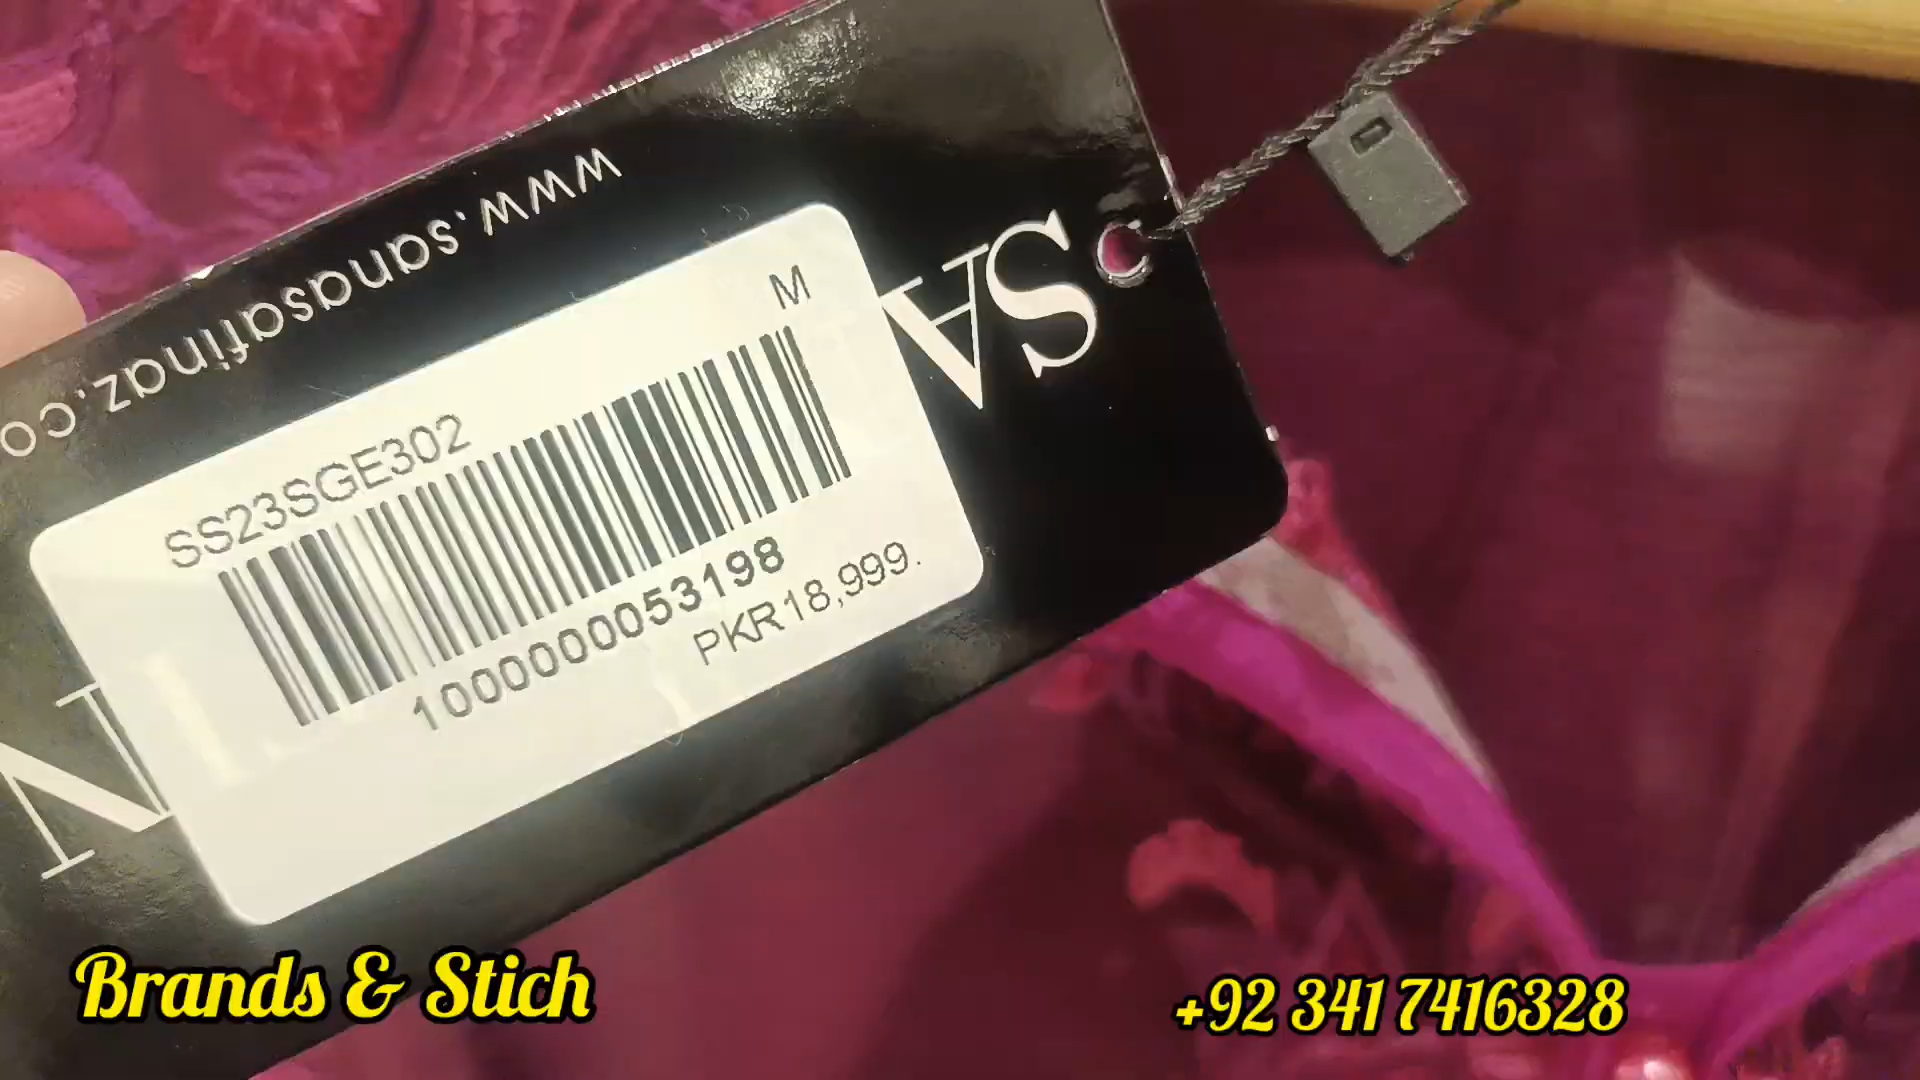 www.sanasafinaz.co
SA
M
SS23SGE302
1000000053198
PKR18,999.
N
Brands & Stich
+92 341 7416328